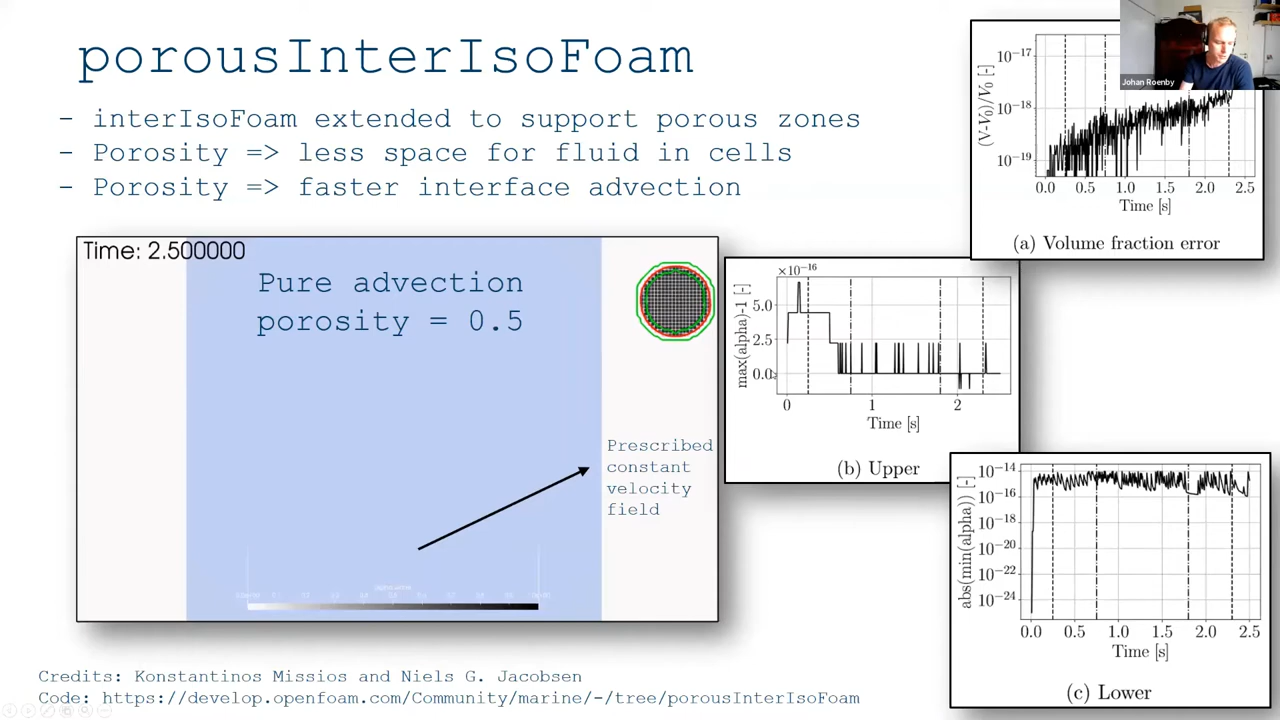 porousInterIsoFoam
- interIsoFoam extended to support porous zones
- Porosity => less space for fluid in cells
- Porosity => faster interface advection
Time: 2.500000
Pure advection
porosity = 0.5
Prescribed
constant
velocity
field
Johan Roenby
(V-V₀)/V₀ [-]
10⁻¹⁷
10⁻¹⁸
10⁻¹⁹
0.0 0.5 1.0 1.5 2.0 2.5
Time [s]
(a) Volume fraction error
×10⁻¹⁶
max(alpha)-1 [-]
5.0
2.5
0.0
0 1 2
Time [s]
(b) Upper
abs(min(alpha)) [-]
10⁻¹⁴
10⁻¹⁶
10⁻¹⁸
10⁻²⁰
10⁻²²
10⁻²⁴
0.0 0.5 1.0 1.5 2.0 2.5
Time [s]
(c) Lower
Credits: Konstantinos Missios and Niels G. Jacobsen
Code: https://develop.openfoam.com/Community/marine/-/tree/porousInterIsoFoam